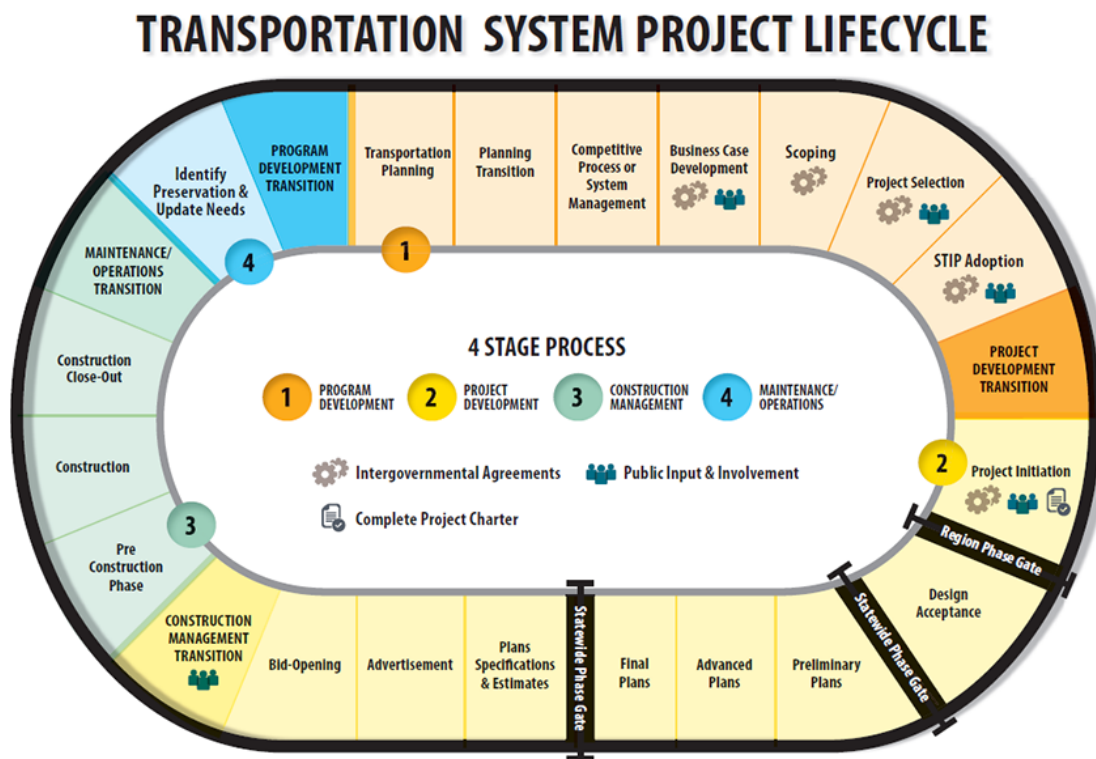 TRANSPORTATION SYSTEM PROJECT LIFECYCLE
Transportation
Planning
Planning
Transition
Competitive
Process or
System
Management
Business Case
Development
Scoping
Project Selection
STIP Adoption
PROJECT
DEVELOPMENT
TRANSITION
2
Project Initiation
Region Phase Gate
Design
Acceptance
Statewide Phase Gate
Preliminary
Plans
Advanced
Plans
Final
Plans
Statewide Phase Gate
Plans
Specifications
& Estimates
Advertisement
Bid-Opening
CONSTRUCTION
MANAGEMENT
TRANSITION
3
Pre
Construction
Phase
Construction
Construction
Close-Out
MAINTENANCE/
OPERATIONS
TRANSITION
4
Identify
Preservation &
Update Needs
PROGRAM
DEVELOPMENT
TRANSITION
1
4 STAGE PROCESS
1 PROGRAM
DEVELOPMENT
2 PROJECT
DEVELOPMENT
3 CONSTRUCTION
MANAGEMENT
4 MAINTENANCE/
OPERATIONS
Intergovernmental Agreements
Public Input & Involvement
Complete Project Charter